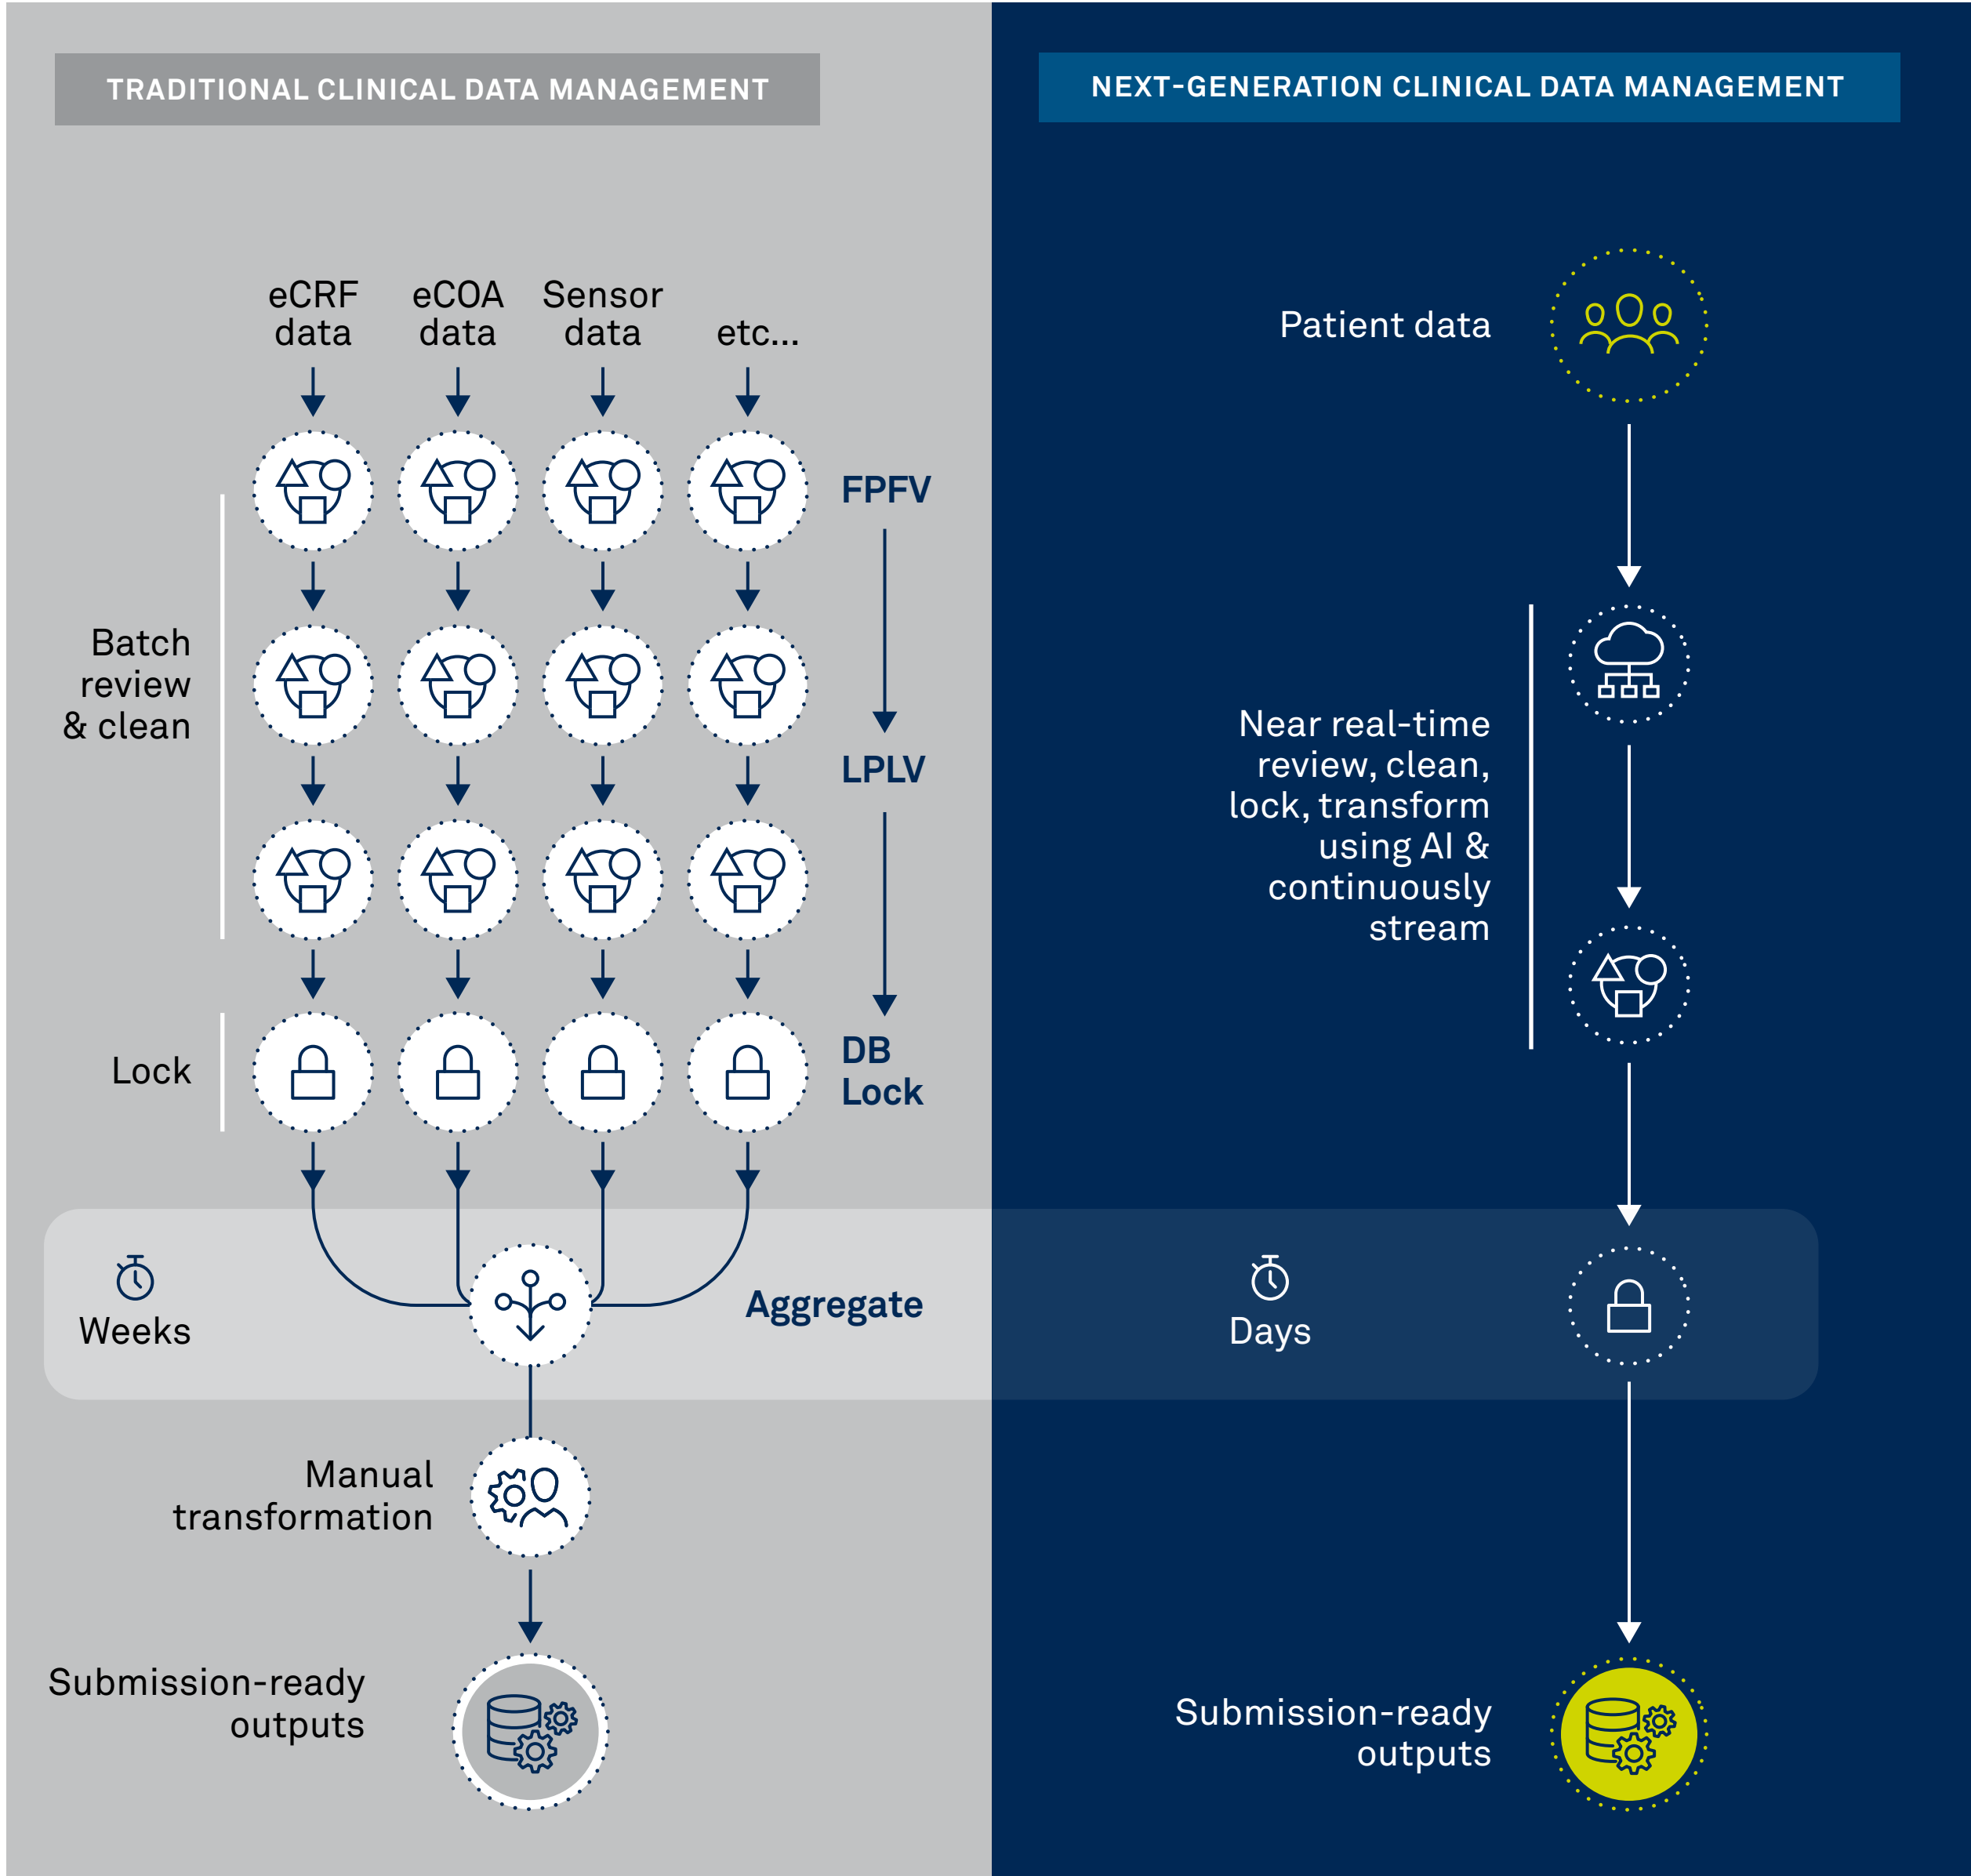 TRADITIONAL CLINICAL DATA MANAGEMENT
eCRF
data
eCOA
data
Sensor
data
etc...
FPFV
Batch
review
& clean
LPLV
Lock
DB
Lock
Weeks
Aggregate
Manual
transformation
Submission-ready
outputs
NEXT-GENERATION CLINICAL DATA MANAGEMENT
Patient data
Near real-time
review, clean,
lock, transform
using AI &
continuously
stream
Days
Submission-ready
outputs